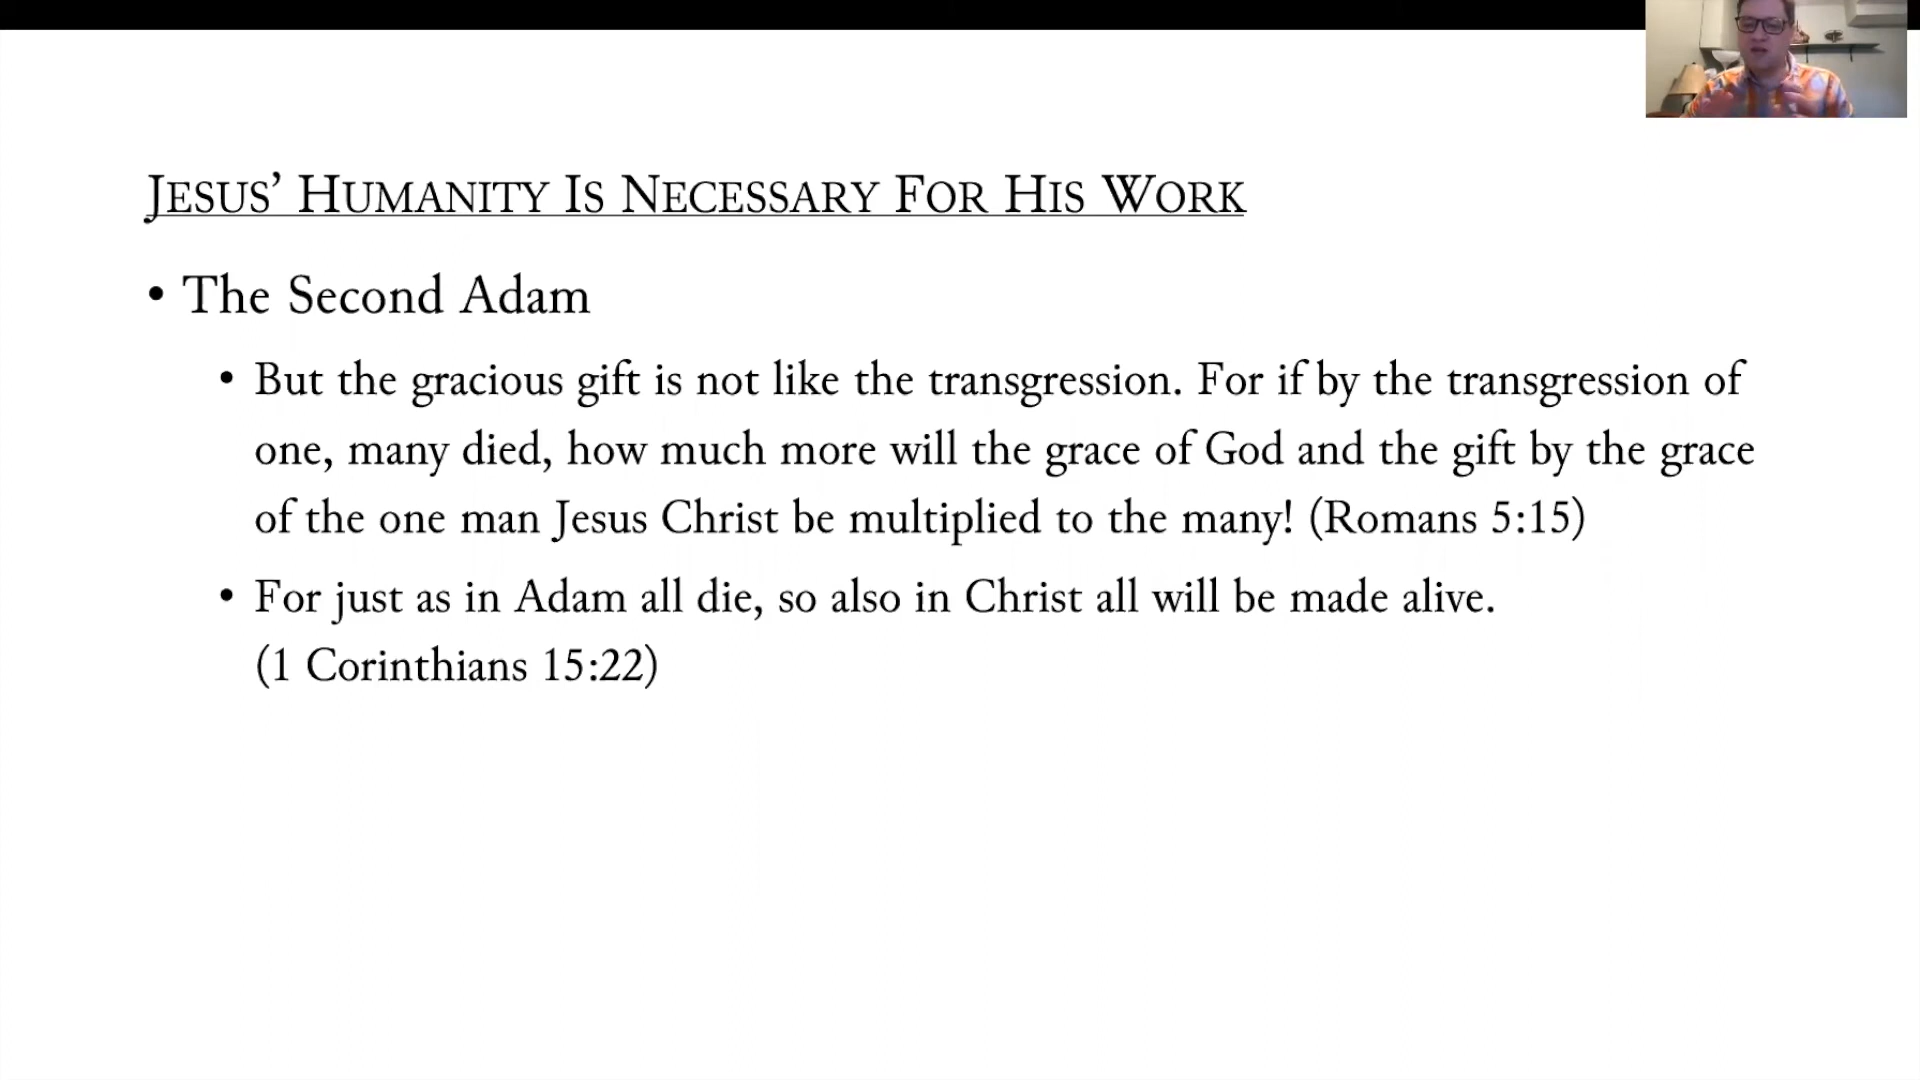 JESUS’ HUMANITY IS NECESSARY FOR HIS WORK
• The Second Adam
• But the gracious gift is not like the transgression. For if by the transgression of
one, many died, how much more will the grace of God and the gift by the grace
of the one man Jesus Christ be multiplied to the many! (Romans 5:15)
• For just as in Adam all die, so also in Christ all will be made alive.
(1 Corinthians 15:22)